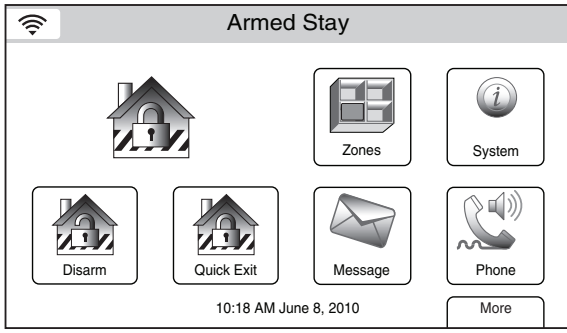 Armed Stay
Zones
System
Disarm
Quick Exit
Message
Phone
10:18 AM June 8, 2010
More